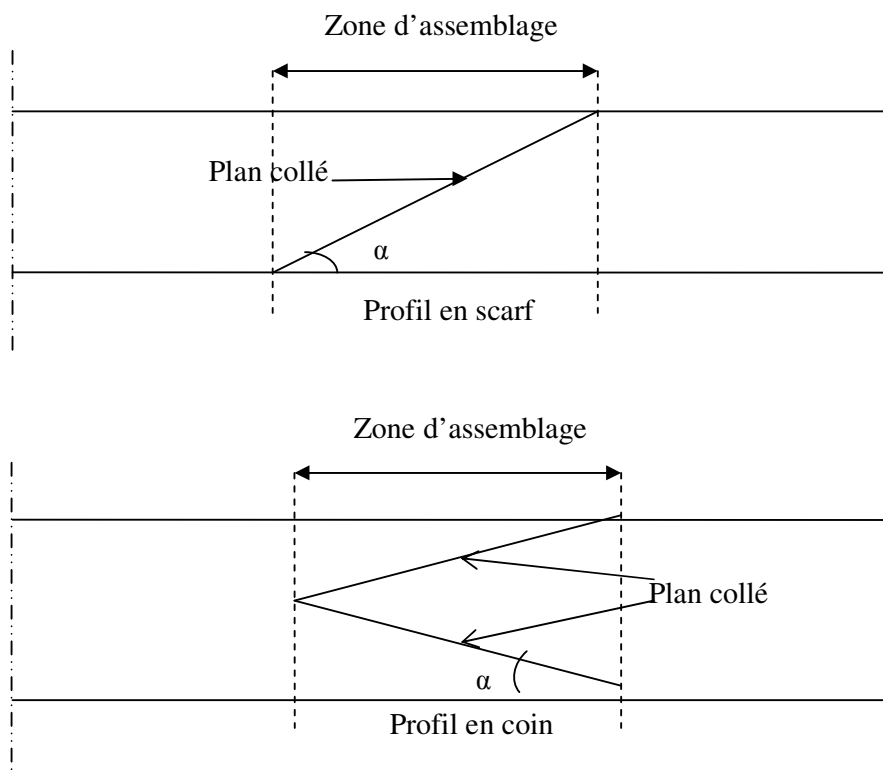 Zone d'assemblage
Plan collé
α
Profil en scarf
Zone d'assemblage
Plan collé
α
Profil en coin